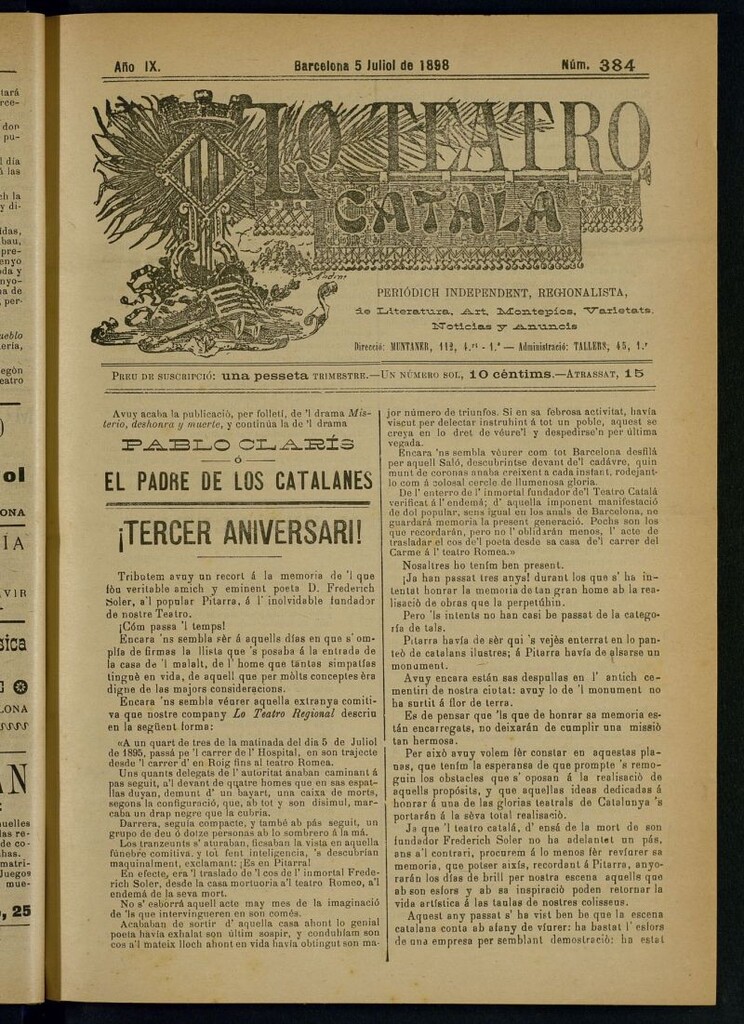 Año IX.
Barcelona 5 Juliol de 1898
Núm. 384
LO TEATRO
CATALÁ
PERIÓDICH INDEPENDENT, REGIONALISTA,
de Literatura, Art, Montepios, Varietats,
Noticias y Anuncis
Direcció: MUNTANER, 112, 4.rt - 1.ª — Administració: TALLERS, 45, 1.r
PREU DE SUSCRIPCIÓ: una pesseta TRIMESTRE.—UN NÚMERO SOL, 10 céntims.—ATRASSAT, 15
Avuy acaba la publicació, per folletí, de 'l drama Mis-
terio, deshonra y muerte, y continúa la de 'l drama
PABLO CLARÍS
ó
EL PADRE DE LOS CATALANES
¡TERCER ANIVERSARI!
Tributem avuy un recort á la memoria de 'l que
fòu veritable amich y eminent poeta D. Frederich
Soler, a'l popular Pitarra, á l' inolvidable fundador
de nostre Teatro.
¡Còm passa 'l temps!
Encara 'ns sembla sèr á aquells días en que s' om-
plía de firmas la llista que 's posaba á la entrada de
la casa de 'l malalt, de l' home que tantas simpatías
tingué en vida, de aquell que per mòlts conceptes èra
digne de las majors consideracions.
Encara 'ns sembla véurer aquella extranya comiti-
va que nostre company Lo Teatro Regional descriu
en la següent forma:
«A un quart de tres de la matinada del día 5 de Juliol
de 1895, passá pe 'l carrer de l' Hospital, en son trajecte
desde 'l carrer d' en Roig fins al teatro Romea.
Uns quants delegats de l' autoritat anaban caminant á
pas seguit, a'l devant de quatre homes que en sas espat-
llas duyan, demunt d' un bayart, una caixa de morts,
segons la configuració, que, ab tot y son disimul, mar-
caba un drap negre que la cubria.
Darrera, seguia compacte, y també ab pás seguit, un
grupo de deu ó dotze personas ab lo sombrero á la má.
Los tranzeunts s' aturaban, ficsaban la vista en aquella
fúnebre comitiva, y tot fent inteligencia, 's descubrian
maquinalment, exclamant: ¡Es en Pitarra!
En efecte, era 'l traslado de 'l cos de l' inmortal Frede-
rich Soler, desde la casa mortuoria a'l teatro Romeo, a'l
endemá de la seva mort.
No s' esborrá aquell acte may mes de la imaginació
de 'ls que intervingueren en son comés.
Acababan de sortir d' aquella casa ahont lo genial
poeta havia exhalat son últim sospir, y conduhiam son
cos a'l mateix lloch ahont en vida havia obtingut son ma-
jor número de triunfos. Si en sa febrosa activitat, havía
viscut per delectar instruhint á tot un poble, aquest se
creya en lo dret de véure'l y despedirse'n per última
vegada.
Encara 'ns sembla véurer com tot Barcelona desfilá
per aquell Saló, descubrintse devant de'l cadávre, quin
munt de coronas anaba creixent a cada instant, rodejant-
lo com á colosal cercle de llumenosa gloria.
De l' enterro de l' inmortal fundador de'l Teatro Catalá
verificat á l' endemá; d' aquella imponent manifestació
de dol popular, sens igual en los anals de Barcelona, ne
guardará memoria la present generació. Pochs son los
que recordarán, pero no l' oblidarán menos, l' acte de
trasladar el cos de'l poeta desde sa casa de'l carrer del
Carme á l' teatro Romea.»
Nosaltres ho tením ben present.
¡Ja han passat tres anys! durant los que s' ha in-
tentat honrar la memoria de tan gran home ab la rea-
lisació de obras que la perpetúhin.
Pero 'ls intents no han casi be passat de la catego-
ría de tals.
Pitarra havía de sèr qui 's vejès enterrat en lo pan-
teó de catalans ilustres; á Pitarra havía de alsarse un
monument.
Avuy encara están sas despullas en l' antich ce-
mentiri de nostra ciutat: avuy lo de 'l monument no
ha surtit á flor de terra.
Es de pensar que 'ls que de honrar sa memoria es-
tán encarregats, no deixarán de cumplir una missió
tan hermosa.
Per aixó avuy volem fèr constar en aquestas pla-
nas, que tením la esperansa de que prompte 's remo-
guin los obstacles que s' oposan á la realisació de
aquells propósits, y que aquellas ideas dedicadas á
honrar á una de las glorias teatrals de Catalunya 's
portarán á la sèva total realisació.
Ja que 'l teatro catalá, d' ensá de la mort de son
fundador Frederich Soler no ha adelantet un pás,
ans a'l contrari, procurem á lo menos fèr reviurer sa
memoria, que potser aixís, recordant á Pitarra, anyo-
rarán los días de brill per nostra escena aquells que
ab son esfors y ab sa inspiració poden retornar la
vida artística á las taulas de nostres colisseus.
Aquest any passat s' ha vist ben be que la escena
catalana conta ab afany de viurer: ha bastat l' esfors
de una empresa per semblant demostració: ha estat